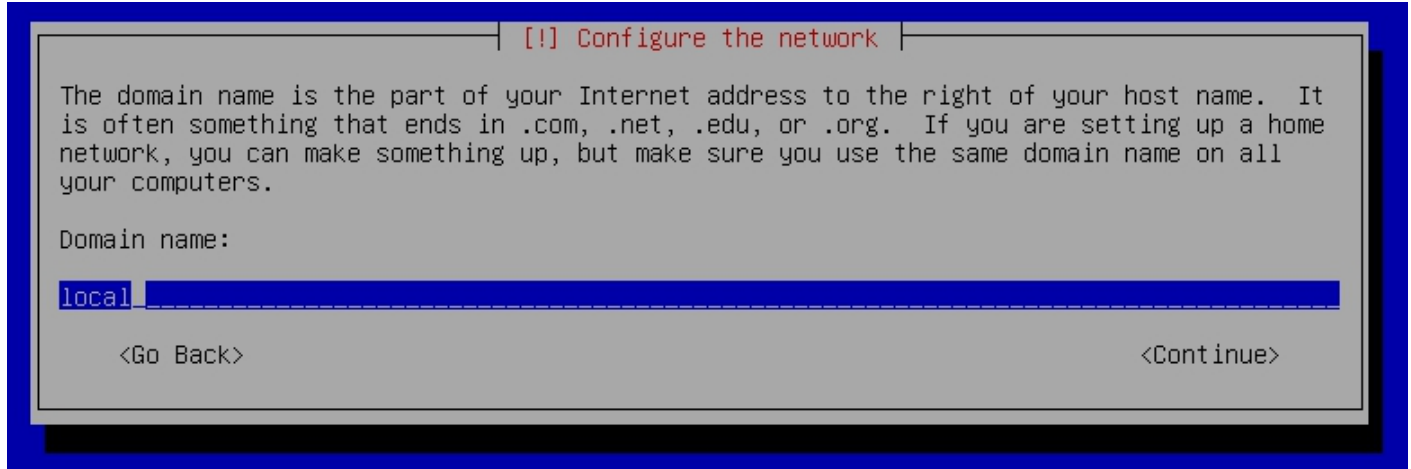 [!] Configure the network
The domain name is the part of your Internet address to the right of your host name.  It
is often something that ends in .com, .net, .edu, or .org.  If you are setting up a home
network, you can make something up, but make sure you use the same domain name on all
your computers.
Domain name:
local
<Go Back> <Continue>